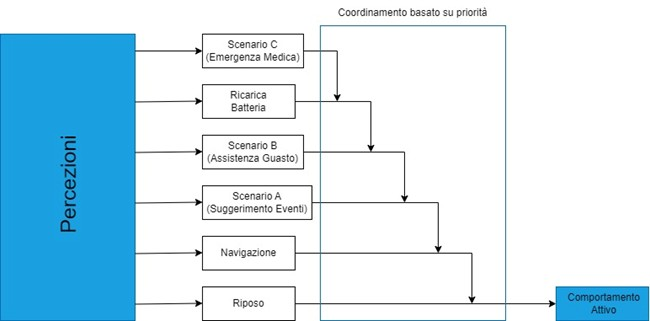 Coordinamento basato su priorità
Percezioni
Scenario C
(Emergenza Medica)
Ricarica
Batteria
Scenario B
(Assistenza Guasto)
Scenario A
(Suggerimento Eventi)
Navigazione
Riposo
Comportamento
Attivo